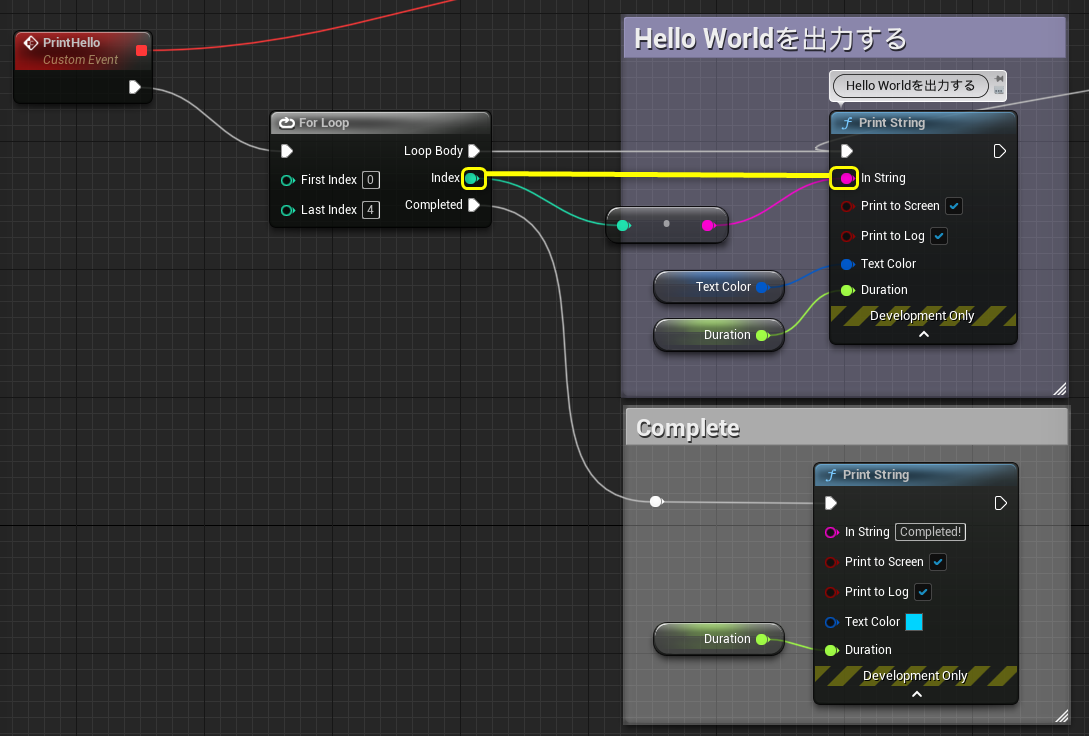 PrintHello
Custom Event
For Loop
Loop Body
First Index 0
Index
Last Index 4
Completed
Hello Worldを出力する
Hello Worldを出力する
Print String
In String
Print to Screen
Print to Log
Text Color
Duration
Development Only
Text Color
Duration
Complete
Print String
In String Completed!
Print to Screen
Print to Log
Text Color
Duration
Development Only
Duration